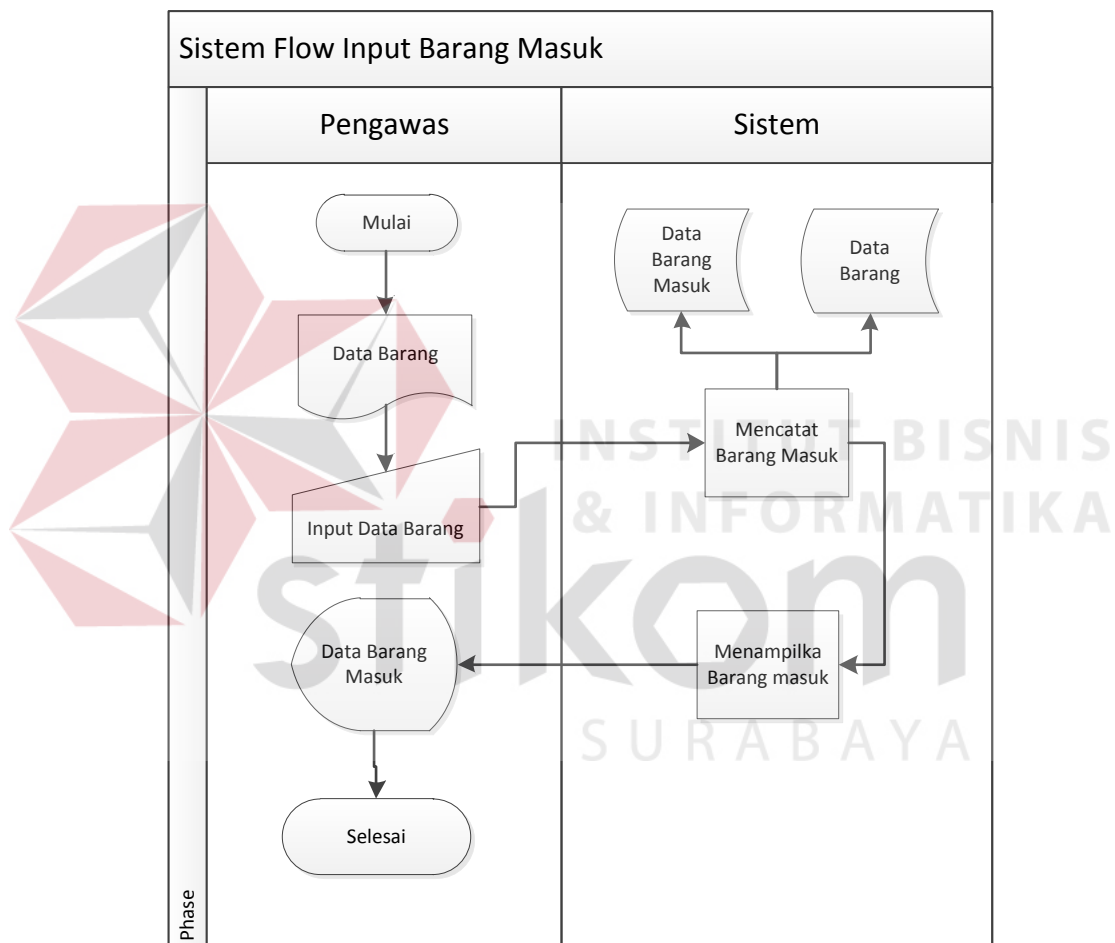 Sistem Flow Input Barang Masuk
Pengawas
Sistem
Mulai
Data
Barang
Masuk
Data
Barang
Data Barang
Mencatat
Barang Masuk
Input Data Barang
Data Barang
Masuk
Menampilka
Barang masuk
Selesai
Phase
INSTITUT BISNIS
& INFORMATIKA
stikom
SURABAYA